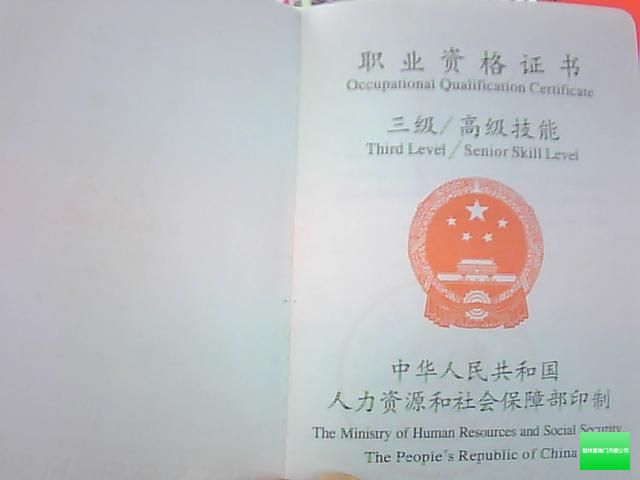 职业资格证书
Occupational Qualification Certificate
三级/高级技能
Third Level/Senior Skill Level
中华人民共和国
人力资源和社会保障部印制
The Ministry of Human Resources and Social Security,
The People's Republic of China